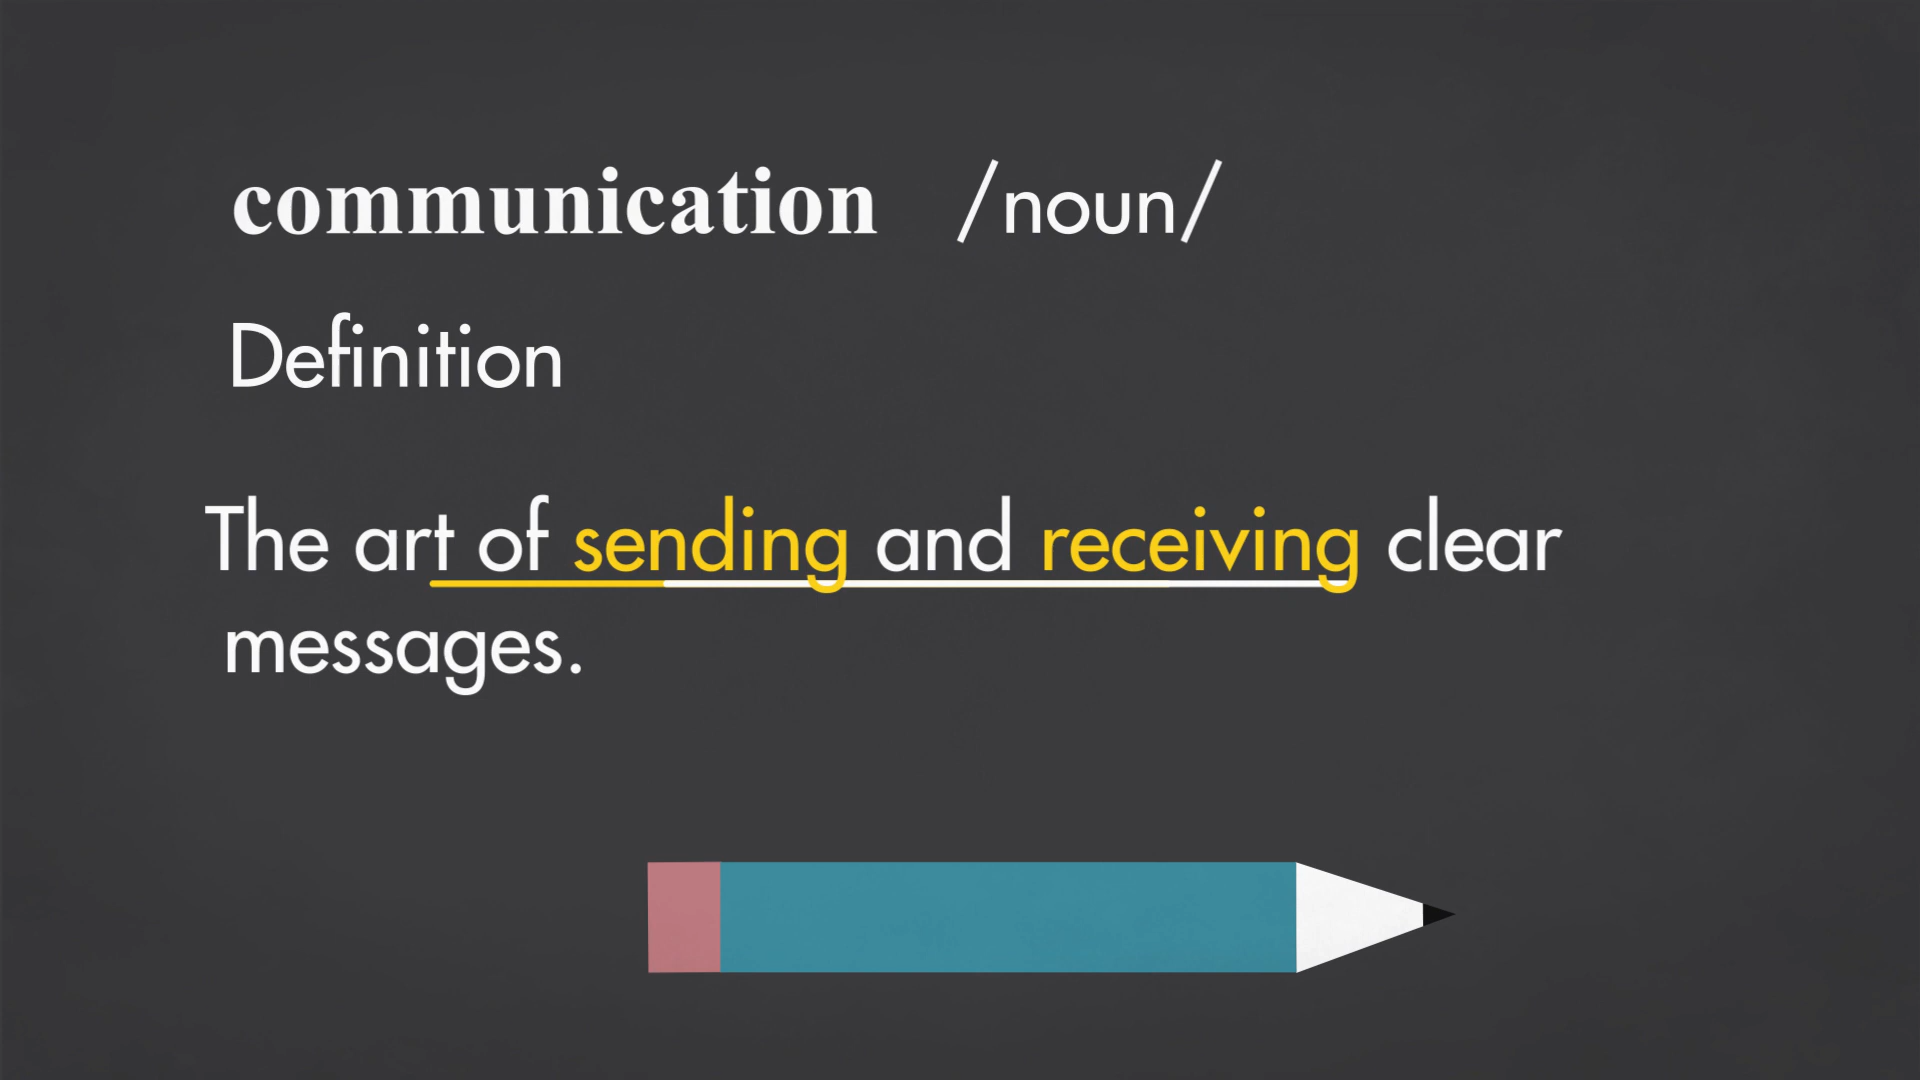 communication /noun/
Definition
The art of sending and receiving clear
messages.